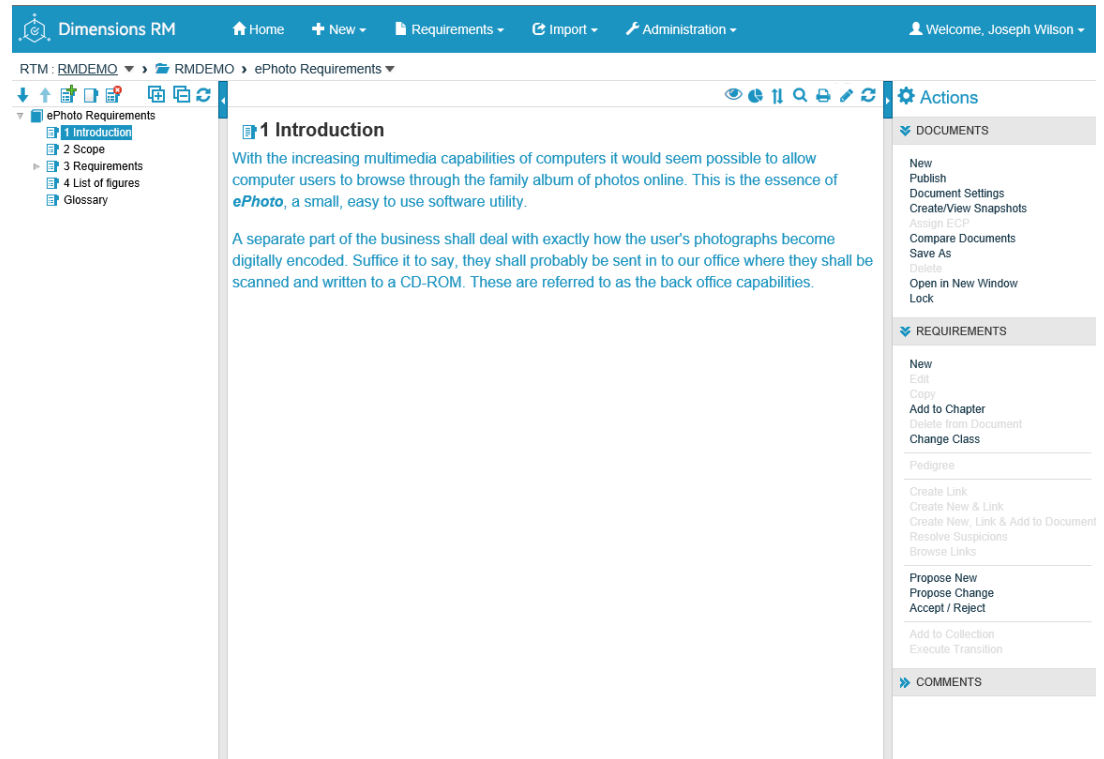 Dimensions RM Home New Requirements Import Administration Welcome, Joseph Wilson
RTM : RMDEMO › RMDEMO › ePhoto Requirements
ePhoto Requirements
1 Introduction
2 Scope
3 Requirements
4 List of figures
Glossary
1 Introduction
With the increasing multimedia capabilities of computers it would seem possible to allow
computer users to browse through the family album of photos online. This is the essence of
ePhoto, a small, easy to use software utility.
A separate part of the business shall deal with exactly how the user's photographs become
digitally encoded. Suffice it to say, they shall probably be sent in to our office where they shall be
scanned and written to a CD-ROM. These are referred to as the back office capabilities.
Actions
DOCUMENTS
New
Publish
Document Settings
Create/View Snapshots
Assign ECP
Compare Documents
Save As
Delete
Open in New Window
Lock
REQUIREMENTS
New
Edit
Copy
Add to Chapter
Delete from Document
Change Class
Pedigree
Create Link
Create New & Link
Create New, Link & Add to Document
Resolve Suspicions
Browse Links
Propose New
Propose Change
Accept / Reject
Add to Collection
Execute Transition
COMMENTS